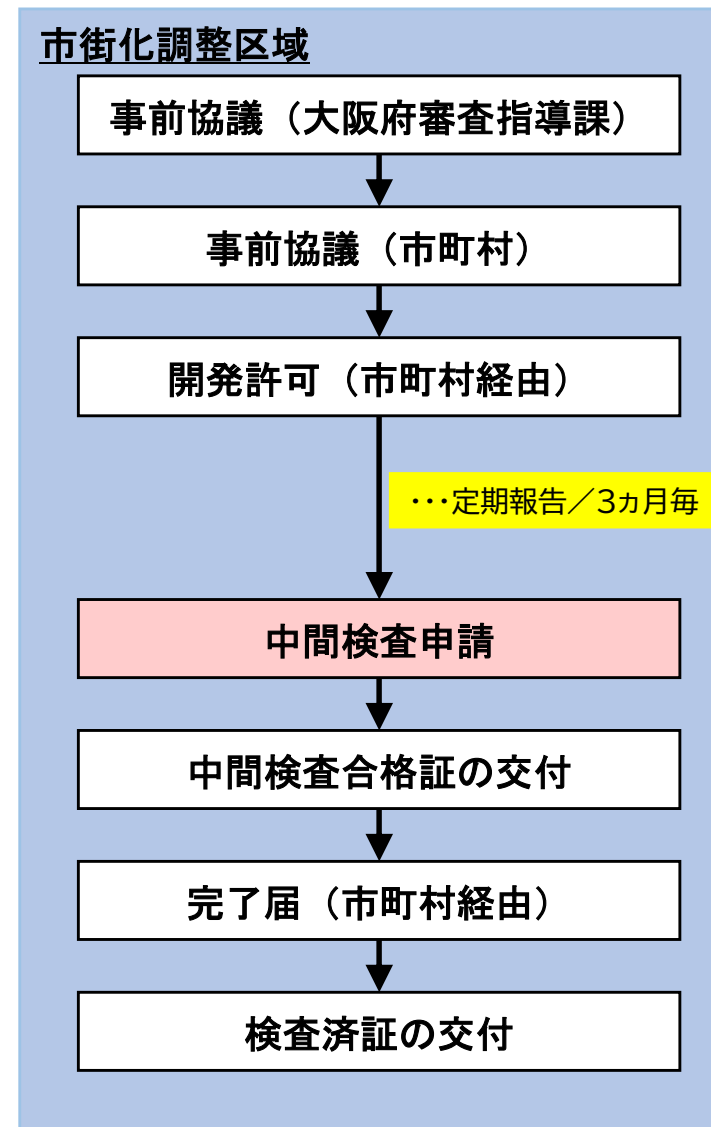 市街化調整区域
事前協議（大阪府審査指導課）
事前協議（市町村）
開発許可（市町村経由）
・・・定期報告／3ヵ月毎
中間検査申請
中間検査合格証の交付
完了届（市町村経由）
検査済証の交付